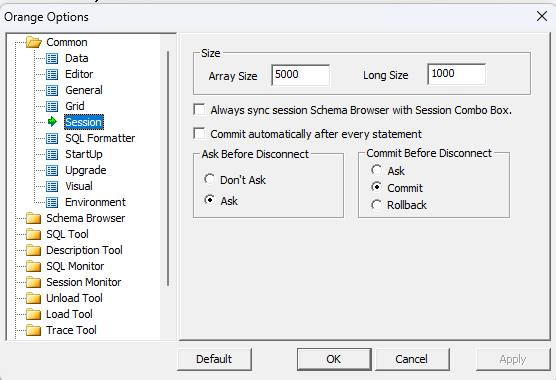 Orange Options
Common
Data
Editor
General
Grid
Session
SQL Formatter
StartUp
Upgrade
Visual
Environment
Schema Browser
SQL Tool
Description Tool
SQL Monitor
Session Monitor
Unload Tool
Load Tool
Trace Tool
Size
Array Size 5000 Long Size 1000
Always sync session Schema Browser with Session Combo Box.
Commit automatically after every statement
Ask Before Disconnect
Don't Ask
Ask
Commit Before Disconnect
Ask
Commit
Rollback
Default OK Cancel Apply